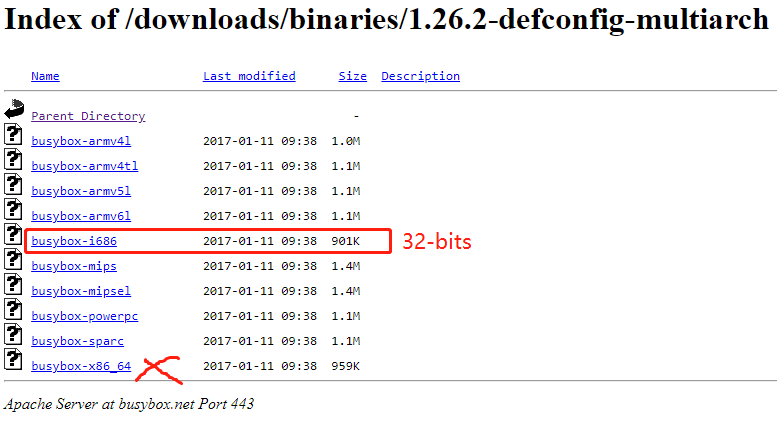 Index of /downloads/binaries/1.26.2-defconfig-multiarch
Name Last modified Size Description
Parent Directory -
busybox-armv4l 2017-01-11 09:38 1.0M
busybox-armv4tl 2017-01-11 09:38 1.1M
busybox-armv5l 2017-01-11 09:38 1.1M
busybox-armv6l 2017-01-11 09:38 1.1M
busybox-i686 2017-01-11 09:38 901K 32-bits
busybox-mips 2017-01-11 09:38 1.4M
busybox-mipsel 2017-01-11 09:38 1.4M
busybox-powerpc 2017-01-11 09:38 1.1M
busybox-sparc 2017-01-11 09:38 1.1M
busybox-x86_64 2017-01-11 09:38 959K
Apache Server at busybox.net Port 443